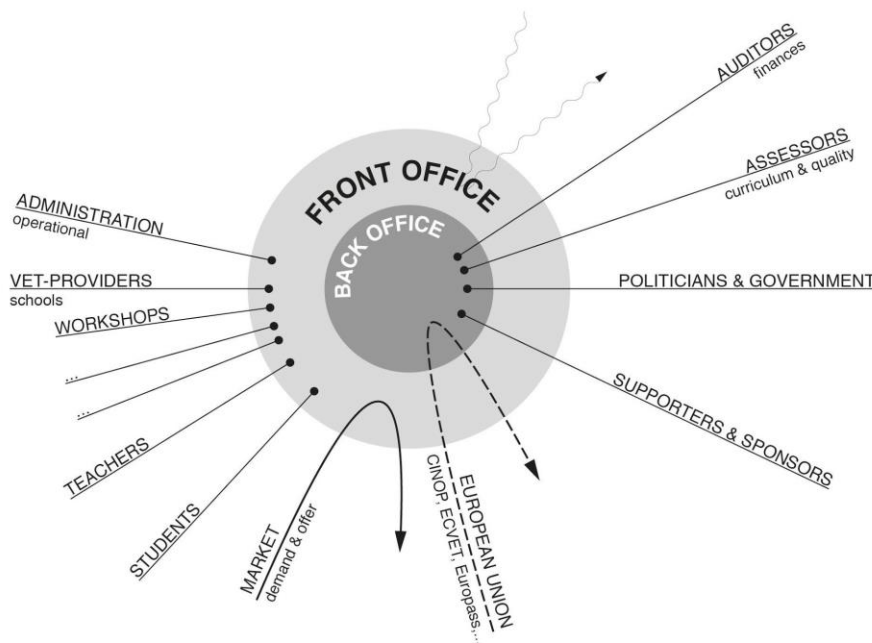 FRONT OFFICE
BACK OFFICE
AUDITORS
finances
ASSESSORS
curriculum & quality
POLITICIANS & GOVERNMENT
SUPPORTERS & SPONSORS
ADMINISTRATION
operational
VET-PROVIDERS
schools
WORKSHOPS
...
...
TEACHERS
STUDENTS
MARKET
demand & offer
EUROPEAN UNION
CINOP, ECVET, Europass,...